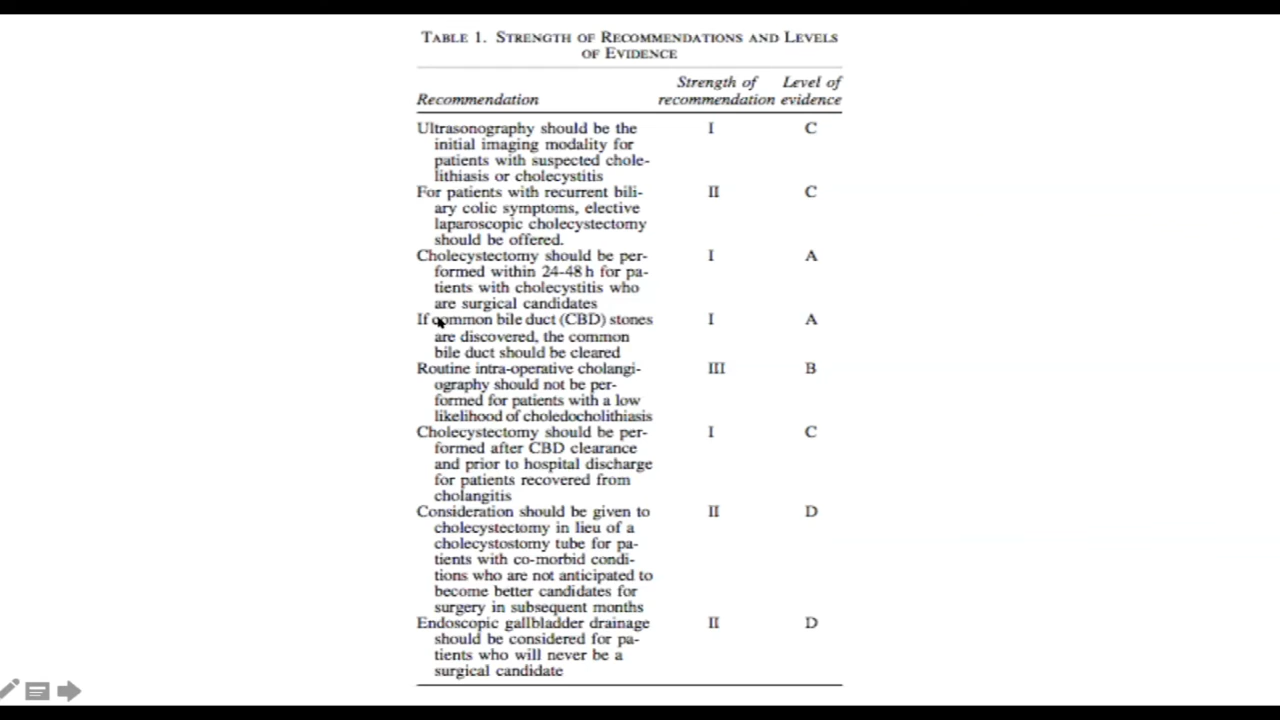 TABLE 1. STRENGTH OF RECOMMENDATIONS AND LEVELS
OF EVIDENCE
Strength of Level of
Recommendation recommendation evidence
Ultrasonography should be the I C
initial imaging modality for
patients with suspected chole-
lithiasis or cholecystitis
For patients with recurrent bili- II C
ary colic symptoms, elective
laparoscopic cholecystectomy
should be offered.
Cholecystectomy should be per- I A
formed within 24-48 h for pa-
tients with cholecystitis who
are surgical candidates
If common bile duct (CBD) stones I A
are discovered, the common
bile duct should be cleared
Routine intra-operative cholangi- III B
ography should not be per-
formed for patients with a low
likelihood of choledocholithiasis
Cholecystectomy should be per- I C
formed after CBD clearance
and prior to hospital discharge
for patients recovered from
cholangitis
Consideration should be given to II D
cholecystectomy in lieu of a
cholecystostomy tube for pa-
tients with co-morbid condi-
tions who are not anticipated to
become better candidates for
surgery in subsequent months
Endoscopic gallbladder drainage II D
should be considered for pa-
tients who will never be a
surgical candidate